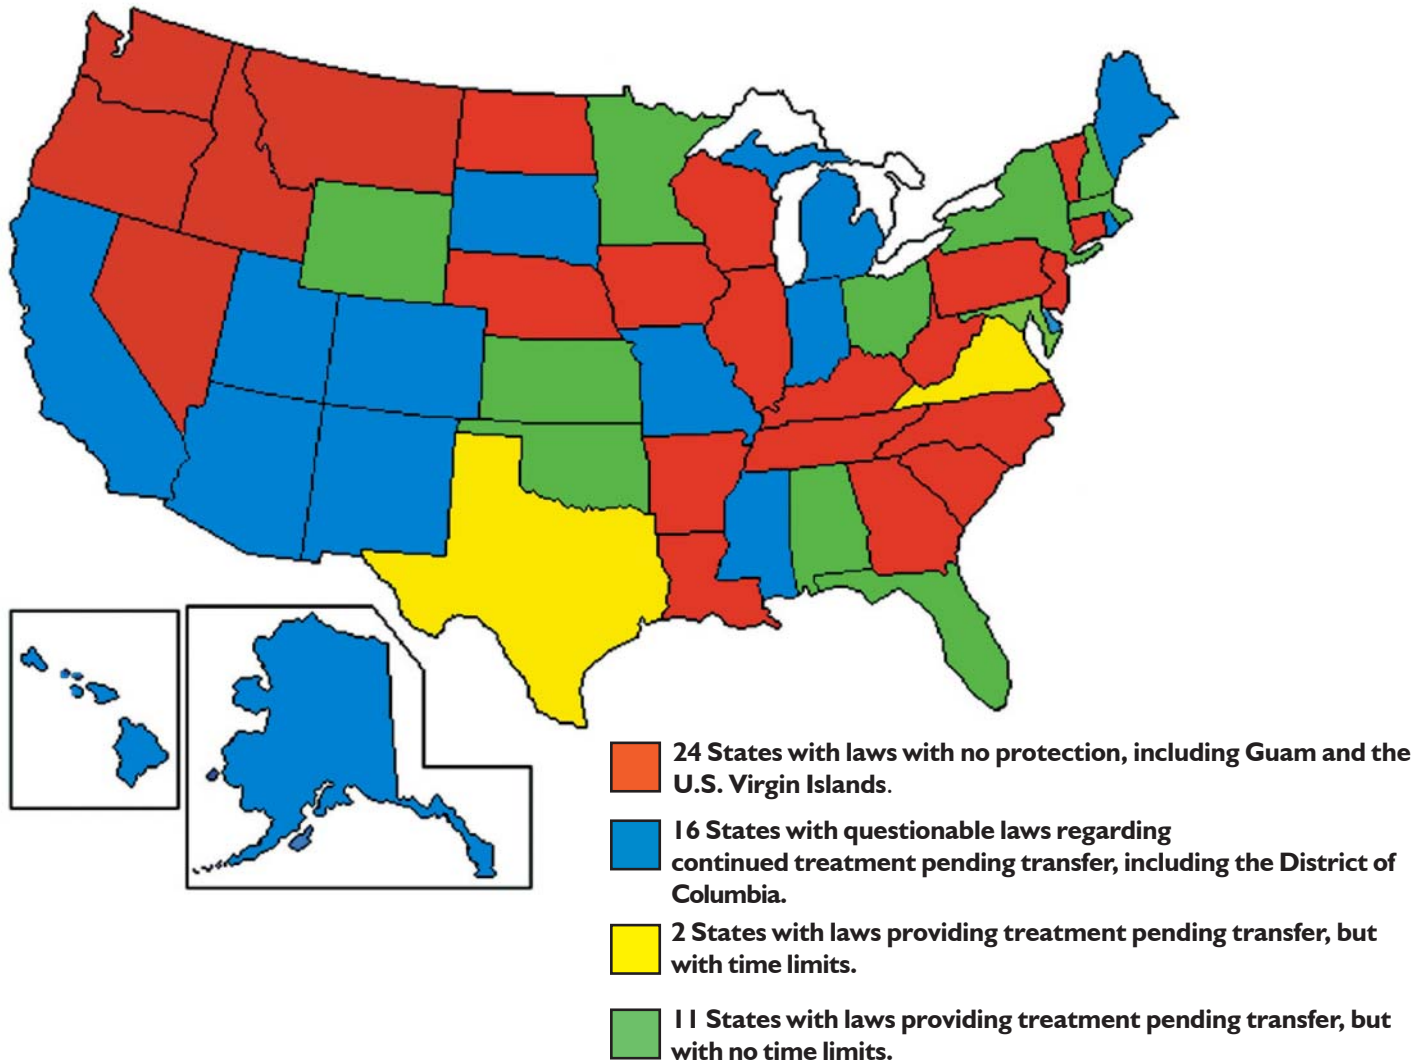 24 States with laws with no protection, including Guam and the
U.S. Virgin Islands.
16 States with questionable laws regarding
continued treatment pending transfer, including the District of
Columbia.
2 States with laws providing treatment pending transfer, but
with time limits.
11 States with laws providing treatment pending transfer, but
with no time limits.